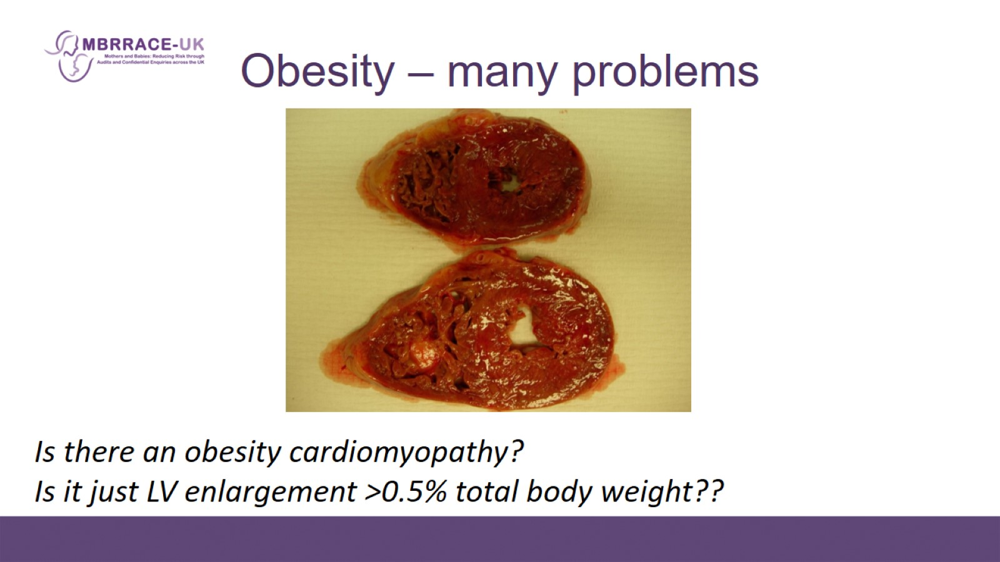 MBRRACE-UK
Mothers and Babies: Reducing Risk through
Audits and Confidential Enquiries across the UK
Obesity – many problems
Is there an obesity cardiomyopathy?
Is it just LV enlargement >0.5% total body weight??